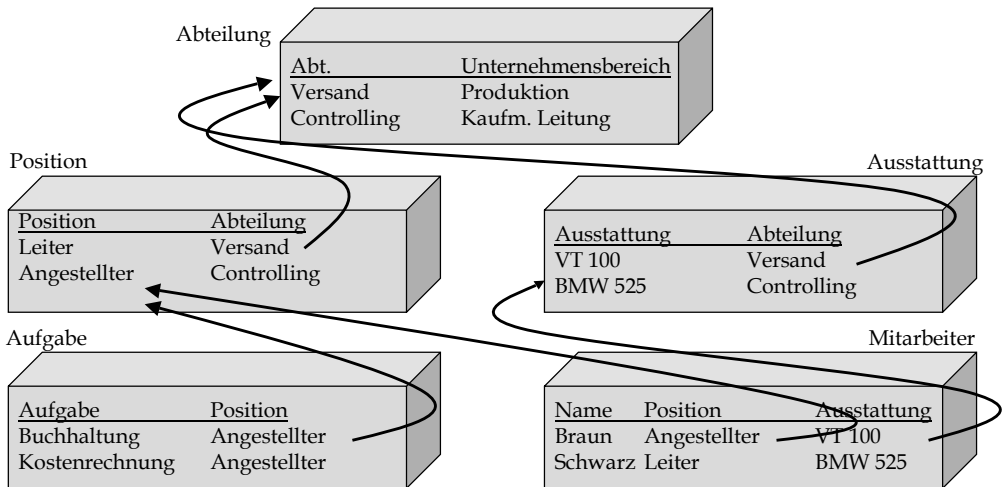 Abteilung
Abt. Unternehmensbereich
Versand Produktion
Controlling Kaufm. Leitung
Position
Position Abteilung
Leiter Versand
Angestellter Controlling
Ausstattung
Ausstattung Abteilung
VT 100 Versand
BMW 525 Controlling
Aufgabe
Aufgabe Position
Buchhaltung Angestellter
Kostenrechnung Angestellter
Mitarbeiter
Name Position Ausstattung
Braun Angestellter VT 100
Schwarz Leiter BMW 525